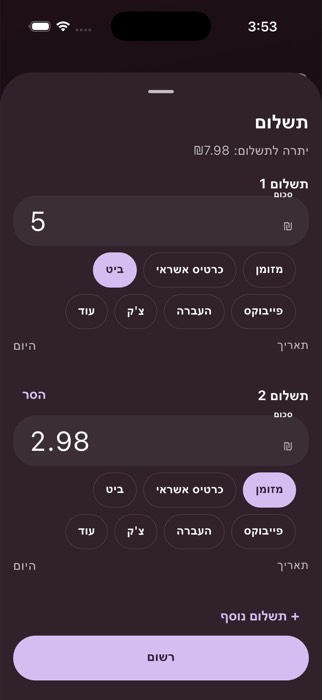 3:53
תשלום
יתרה לתשלום: ₪7.98
תשלום 1
סכום
₪ 5
מזומן כרטיס אשראי ביט
פייבוקס העברה צ'ק עוד
תאריך היום
תשלום 2 הסר
סכום
₪ 2.98
מזומן כרטיס אשראי ביט
פייבוקס העברה צ'ק עוד
תאריך היום
+ תשלום נוסף
רשום